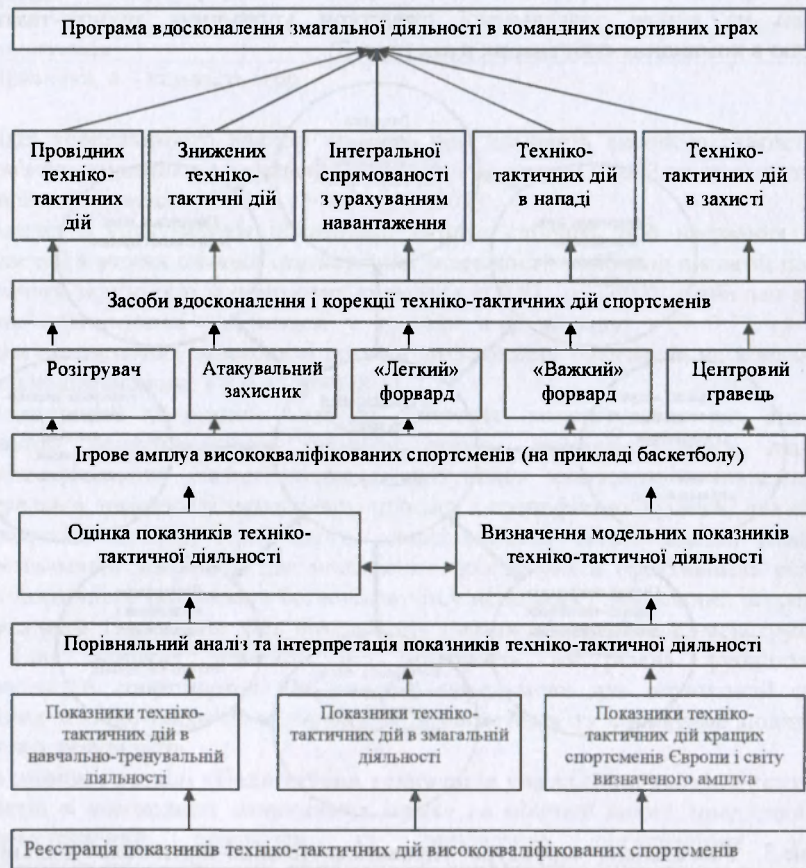 Програма вдосконалення змагальної діяльності в командних спортивних іграх
Провідних
техніко-
тактичних
дій
Знижених
техніко-
тактичні дій
Інтегральної
спрямованості
з урахуванням
навантаження
Техніко-
тактичних дій
в нападі
Техніко-
тактичних дій
в захисті
Засоби вдосконалення і корекції техніко-тактичних дій спортсменів
Розігрувач
Атакувальний
захисник
«Легкий»
форвард
«Важкий»
форвард
Центровий
гравець
Ігрове амплуа висококваліфікованих спортсменів (на прикладі баскетболу)
Оцінка показників техніко-
тактичної діяльності
Визначення модельних показників
техніко-тактичної діяльності
Порівняльний аналіз та інтерпретація показників техніко-тактичної діяльності
Показники техніко-
тактичних дій в
навчально-тренувальній
діяльності
Показники техніко-
тактичних дій в змагальній
діяльності
Показники техніко-
тактичних дій кращих
спортсменів Європи і світу
визначеного амплуа
Реєстрація показників техніко-тактичних дій висококваліфікованих спортсменів